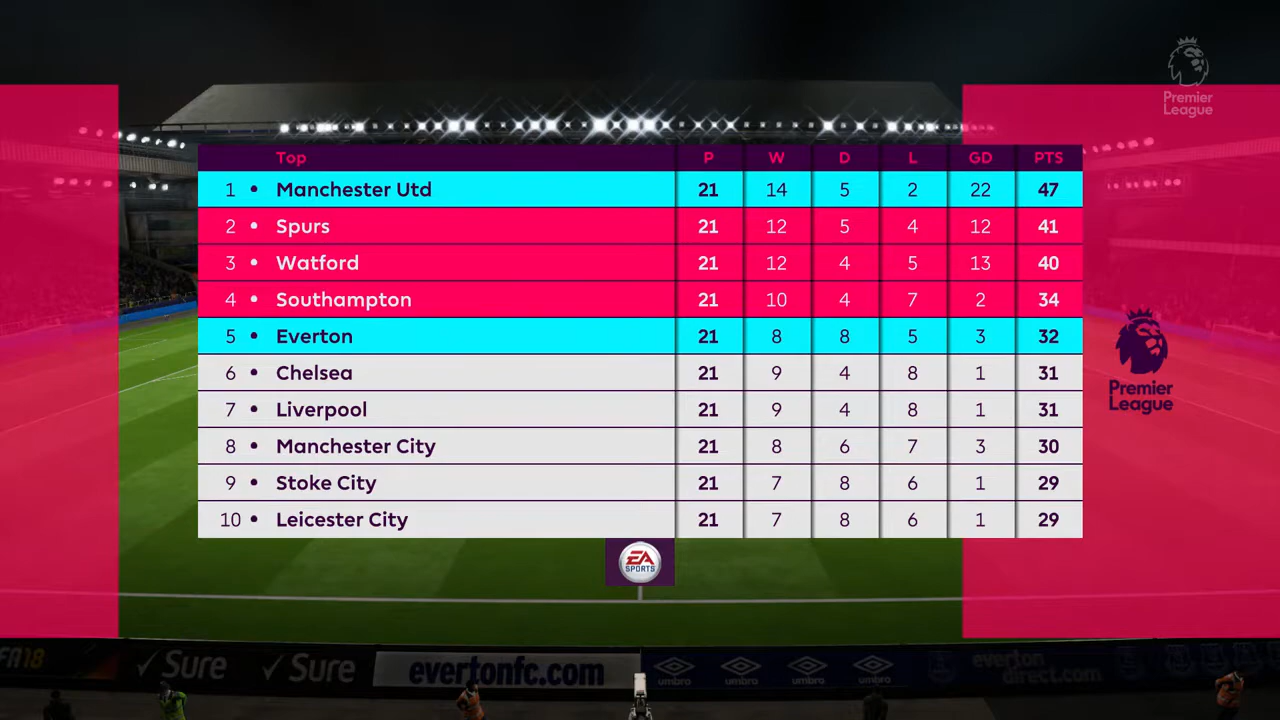 Premier
League
Top P W D L GD PTS
1 • Manchester Utd 21 14 5 2 22 47
2 • Spurs 21 12 5 4 12 41
3 • Watford 21 12 4 5 13 40
4 • Southampton 21 10 4 7 2 34
5 • Everton 21 8 8 5 3 32
6 • Chelsea 21 9 4 8 1 31
7 • Liverpool 21 9 4 8 1 31
8 • Manchester City 21 8 6 7 3 30
9 • Stoke City 21 7 8 6 1 29
10 • Leicester City 21 7 8 6 1 29
Premier
League
EA
SPORTS
FA18 Sure Sure evertonfc.com umbro umbro umbro umbro everton
direct.com